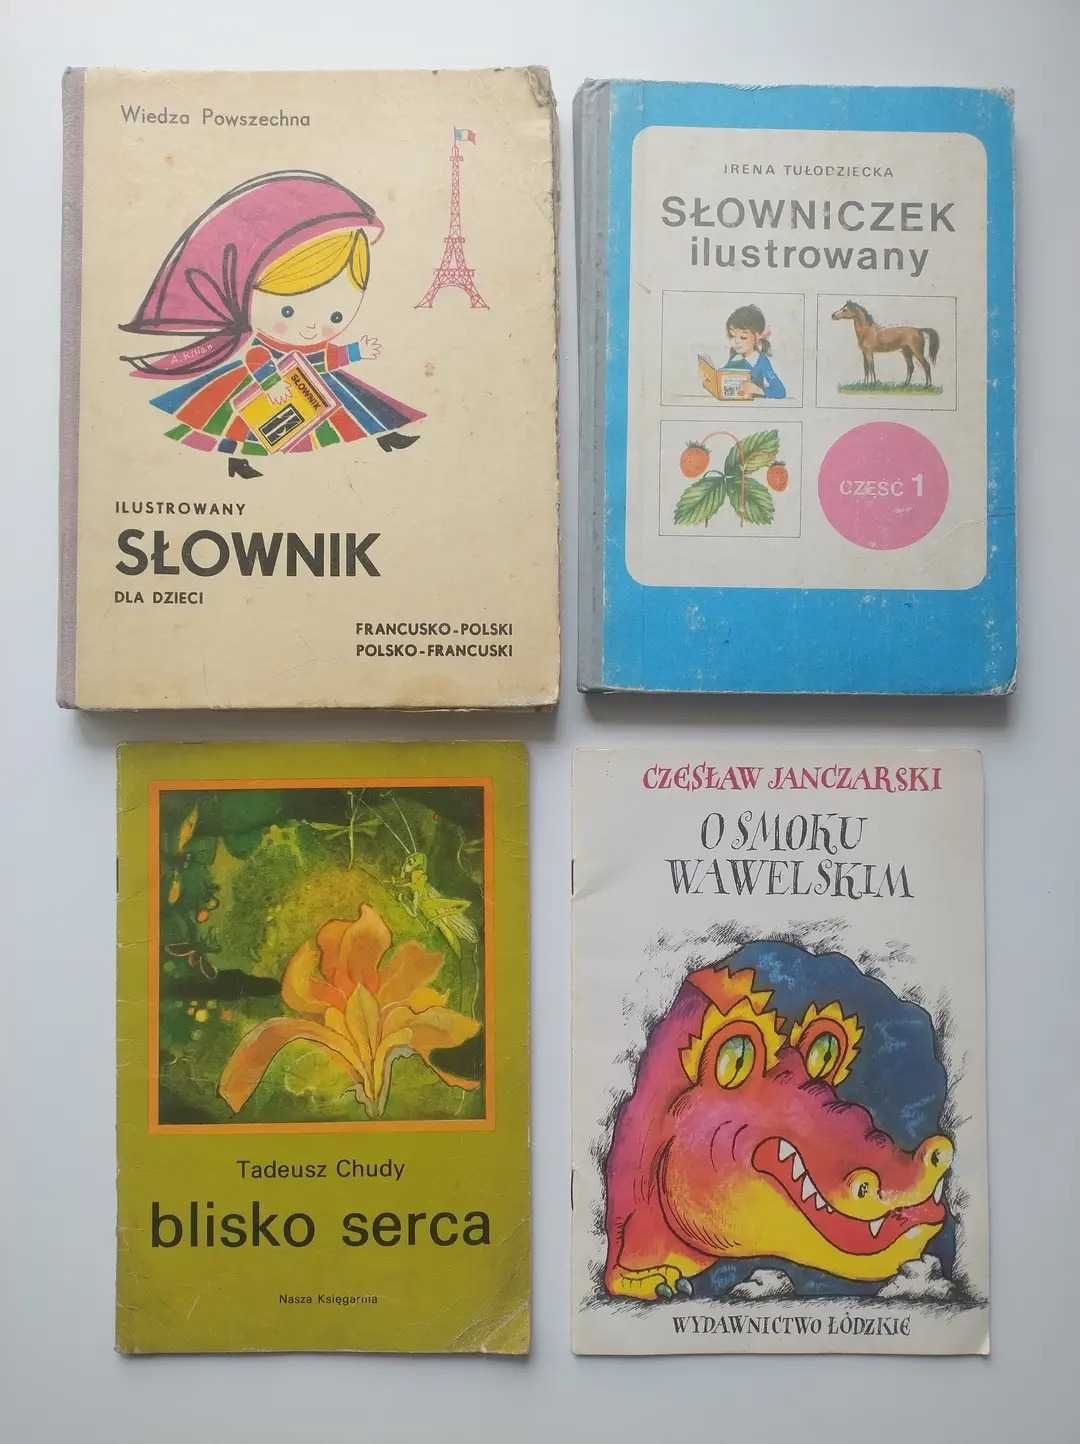 Wiedza Powszechna
A. Kilian
SŁOWNIK
ILUSTROWANY
SŁOWNIK
DLA DZIECI
FRANCUSKO-POLSKI
POLSKO-FRANCUSKI
IRENA TUŁODZIECKA
SŁOWNICZEK
ilustrowany
CZĘŚĆ 1
Tadeusz Chudy
blisko serca
Nasza Księgarnia
CZESŁAW JANCZARSKI
O SMOKU
WAWELSKIM
WYDAWNICTWO ŁÓDZKIE